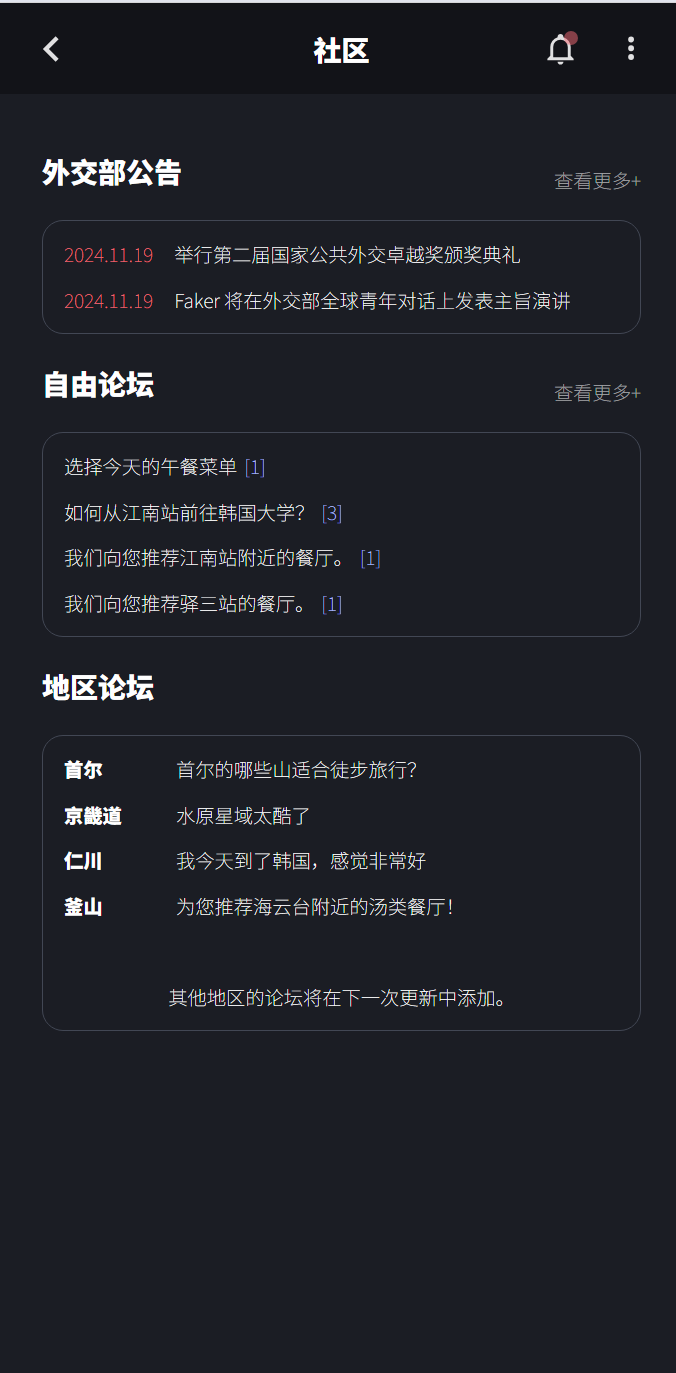 社区
外交部公告
查看更多+
2024.11.19 举行第二届国家公共外交卓越奖颁奖典礼
2024.11.19 Faker 将在外交部全球青年对话上发表主旨演讲
自由论坛
查看更多+
选择今天的午餐菜单 [1]
如何从江南站前往韩国大学? [3]
我们向您推荐江南站附近的餐厅。 [1]
我们向您推荐驿三站的餐厅。 [1]
地区论坛
首尔 首尔的哪些山适合徒步旅行?
京畿道 水原星域太酷了
仁川 我今天到了韩国，感觉非常好
釜山 为您推荐海云台附近的汤类餐厅！
其他地区的论坛将在下一次更新中添加。